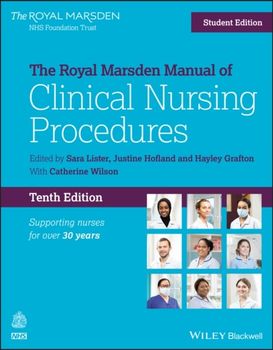 The ROYAL MARSDEN
NHS Foundation Trust
Student Edition
The Royal Marsden Manual of
Clinical Nursing
Procedures
Edited by Sara Lister, Justine Hofland and Hayley Grafton
With Catherine Wilson
Tenth Edition
Supporting nurses
for over 30 years
NHS
WILEY Blackwell